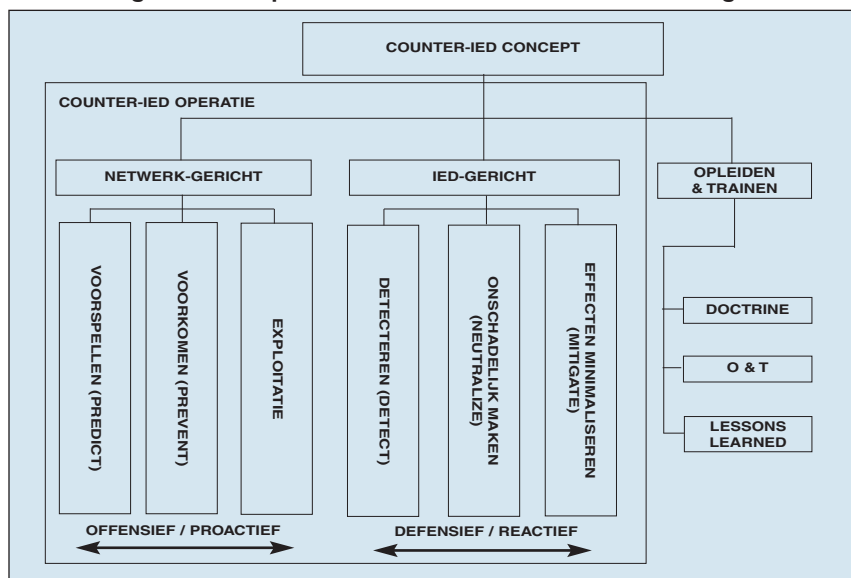 COUNTER-IED CONCEPT
COUNTER-IED OPERATIE
NETWERK-GERICHT
IED-GERICHT
OPLEIDEN
& TRAINEN
VOORSPELLEN (PREDICT)
VOORKOMEN (PREVENT)
EXPLOITATIE
DETECTEREN (DETECT)
ONSCHADELIJK MAKEN
(NEUTRALIZE)
EFFECTEN MINIMALISEREN
(MITIGATE)
DOCTRINE
O & T
LESSONS
LEARNED
OFFENSIEF / PROACTIEF
DEFENSIEF / REACTIEF